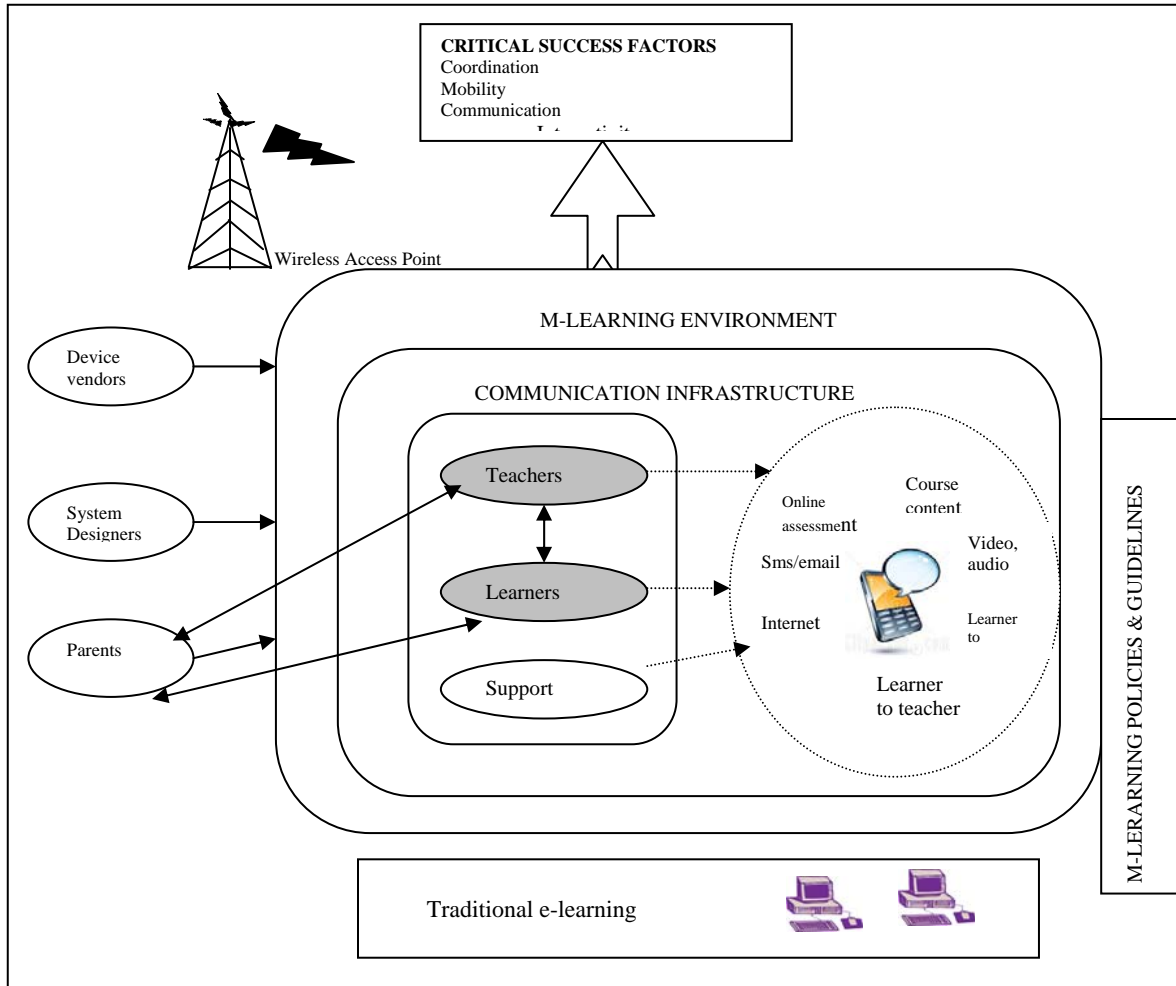 CRITICAL SUCCESS FACTORS
Coordination
Mobility
Communication
Wireless Access Point
M-LEARNING ENVIRONMENT
Device
vendors
COMMUNICATION INFRASTRUCTURE
Teachers
Course
content
Online
assessment
System
Designers
Video,
audio
Sms/email
Learners
Internet
Learner
to
Parents
Support
Learner
to teacher
M-LERARNING POLICIES & GUIDELINES
Traditional e-learning